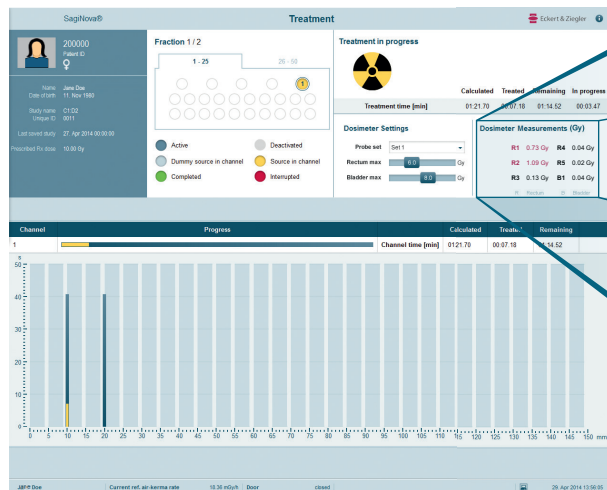 SagiNova®
Treatment
Eckert & Ziegler
200000
Patient ID
Name Jane Doe
Date of birth 11. Nov 1980
Study name C1:D2
Unique ID 0011
Last saved study 27. Apr 2014 00:00:00
Prescribed Rx dose 10.00 Gy
Fraction 1 / 2
1 - 25 26 - 50
1
Active Deactivated
Dummy source in channel Source in channel
Completed Interrupted
Treatment in progress
Calculated Treated Remaining In progress
Treatment time [min] 01:21.70 00:07.18 01:14.52 00:03.47
Dosimeter Settings
Probe set Set 1
Rectum max 6.0 Gy
Bladder max 8.0 Gy
Dosimeter Measurements (Gy)
R1 0.73 Gy R4 0.04 Gy
R2 1.09 Gy R5 0.02 Gy
R3 0.13 Gy B1 0.04 Gy
R Rectum B Bladder
Channel Progress Calculated Treated Remaining
1 Channel time [min] 01:21.70 00:07.18 01:14.52
s
50
40
30
20
10
0
0 5 10 15 20 25 30 35 40 45 50 55 60 65 70 75 80 85 90 95 100 105 110 115 120 125 130 135 140 145 150 mm
Doe Current ref. air-kerma rate Door closed 29. Apr 2014 13:56:05